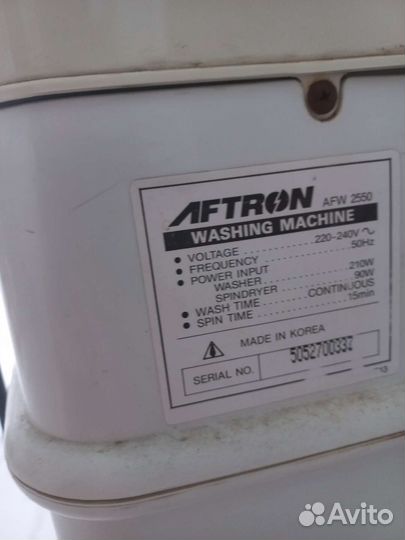 AFTRON AFW 2550
WASHING MACHINE
• VOLTAGE ..................... 220-240V ~
• FREQUENCY ..................... 50Hz
• POWER INPUT
WASHER ..................... 210W
SPINDRYER ..................... 90W
• WASH TIME .......... CONTINUOUS
• SPIN TIME ..................... 15min
MADE IN KOREA
SERIAL NO. 505270033
Avito